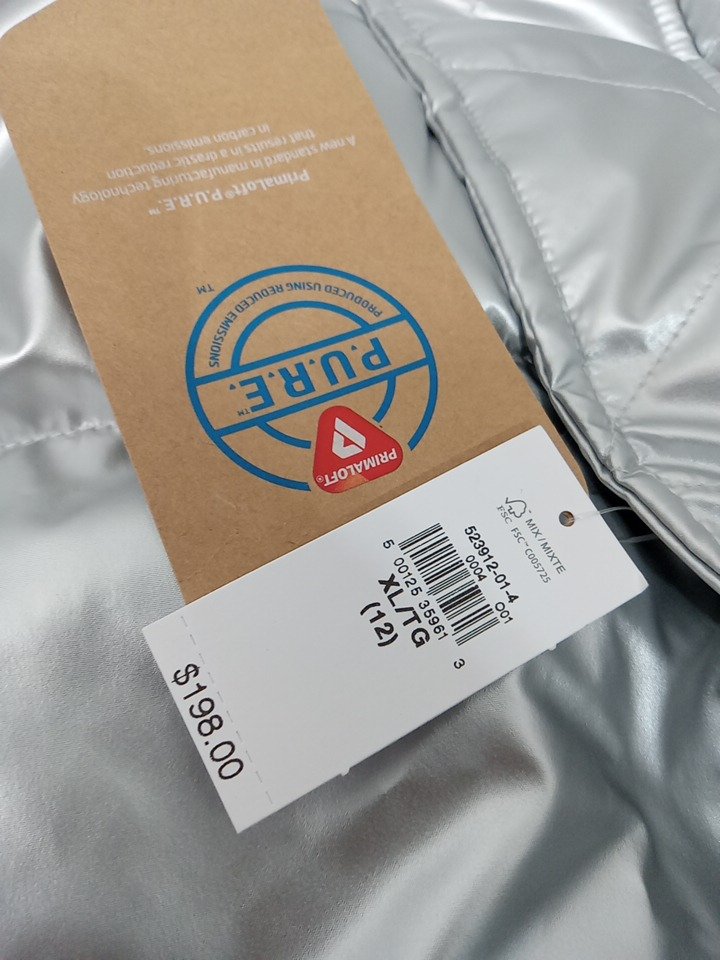 PrimaLoft® P.U.R.E.™
A new standard in manufacturing technology
that results in a drastic reduction
in carbon emissions.
PRODUCED USING REDUCED EMISSIONS
™
P.U.R.E.™
PRIMALOFT®
FSC
MIX/MIXTE
FSC™ C005725
523912-01-4
0004 001
5 00125 35961 3
XL/TG
(12)
$198.00